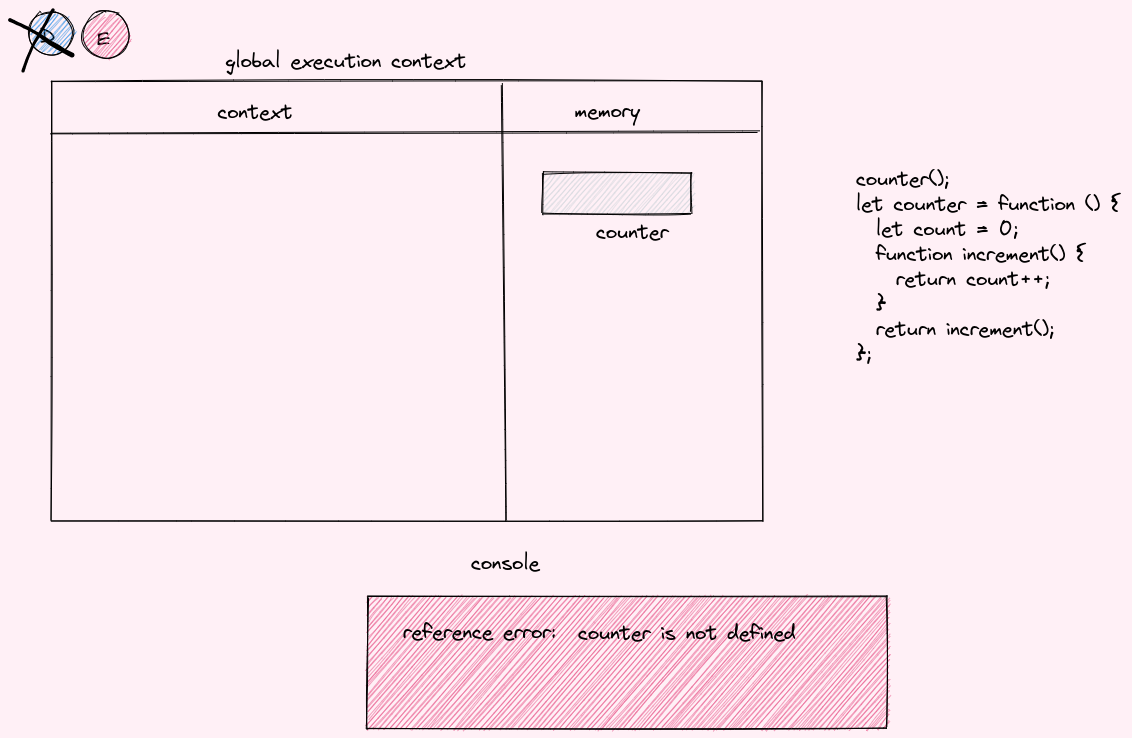 E
global execution context
context memory
counter
counter();
let counter = function () {
let count = 0;
function increment() {
return count++;
}
return increment();
};
console
reference error: counter is not defined